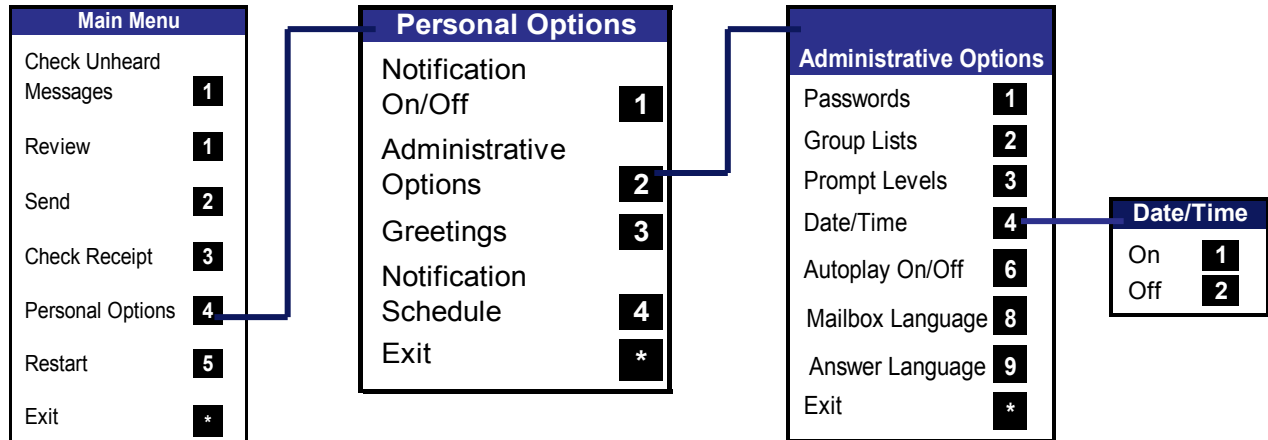 Main Menu
Check Unheard
Messages 1
Review 1
Send 2
Check Receipt 3
Personal Options 4
Restart 5
Exit *
Personal Options
Notification
On/Off 1
Administrative
Options 2
Greetings 3
Notification
Schedule 4
Exit *
Administrative Options
Passwords 1
Group Lists 2
Prompt Levels 3
Date/Time 4
Autoplay On/Off 6
Mailbox Language 8
Answer Language 9
Exit *
Date/Time
On 1
Off 2